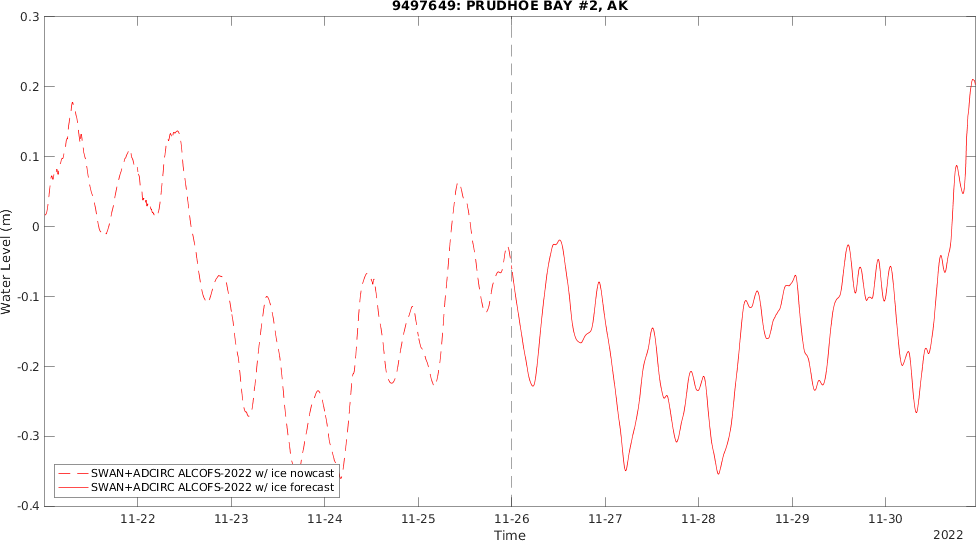 9497649: PRUDHOE BAY #2, AK
0.3
0.2
0.1
0
-0.1
-0.2
-0.3
-0.4
Water Level (m)
SWAN+ADCIRC ALCOFS-2022 w/ ice nowcast
SWAN+ADCIRC ALCOFS-2022 w/ ice forecast
11-22 11-23 11-24 11-25 11-26 11-27 11-28 11-29 11-30
Time
2022